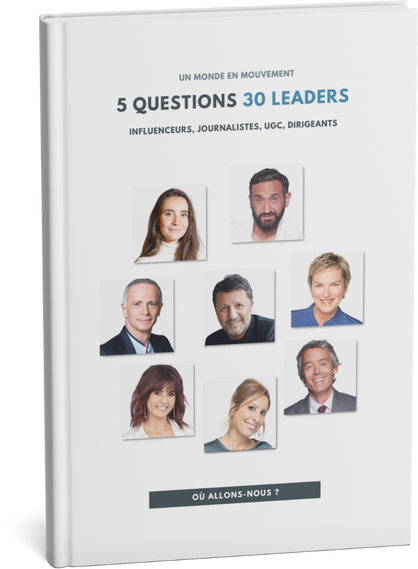 UN MONDE EN MOUVEMENT
5 QUESTIONS 30 LEADERS
INFLUENCEURS, JOURNALISTES, UGC, DIRIGEANTS
OÙ ALLONS-NOUS ?